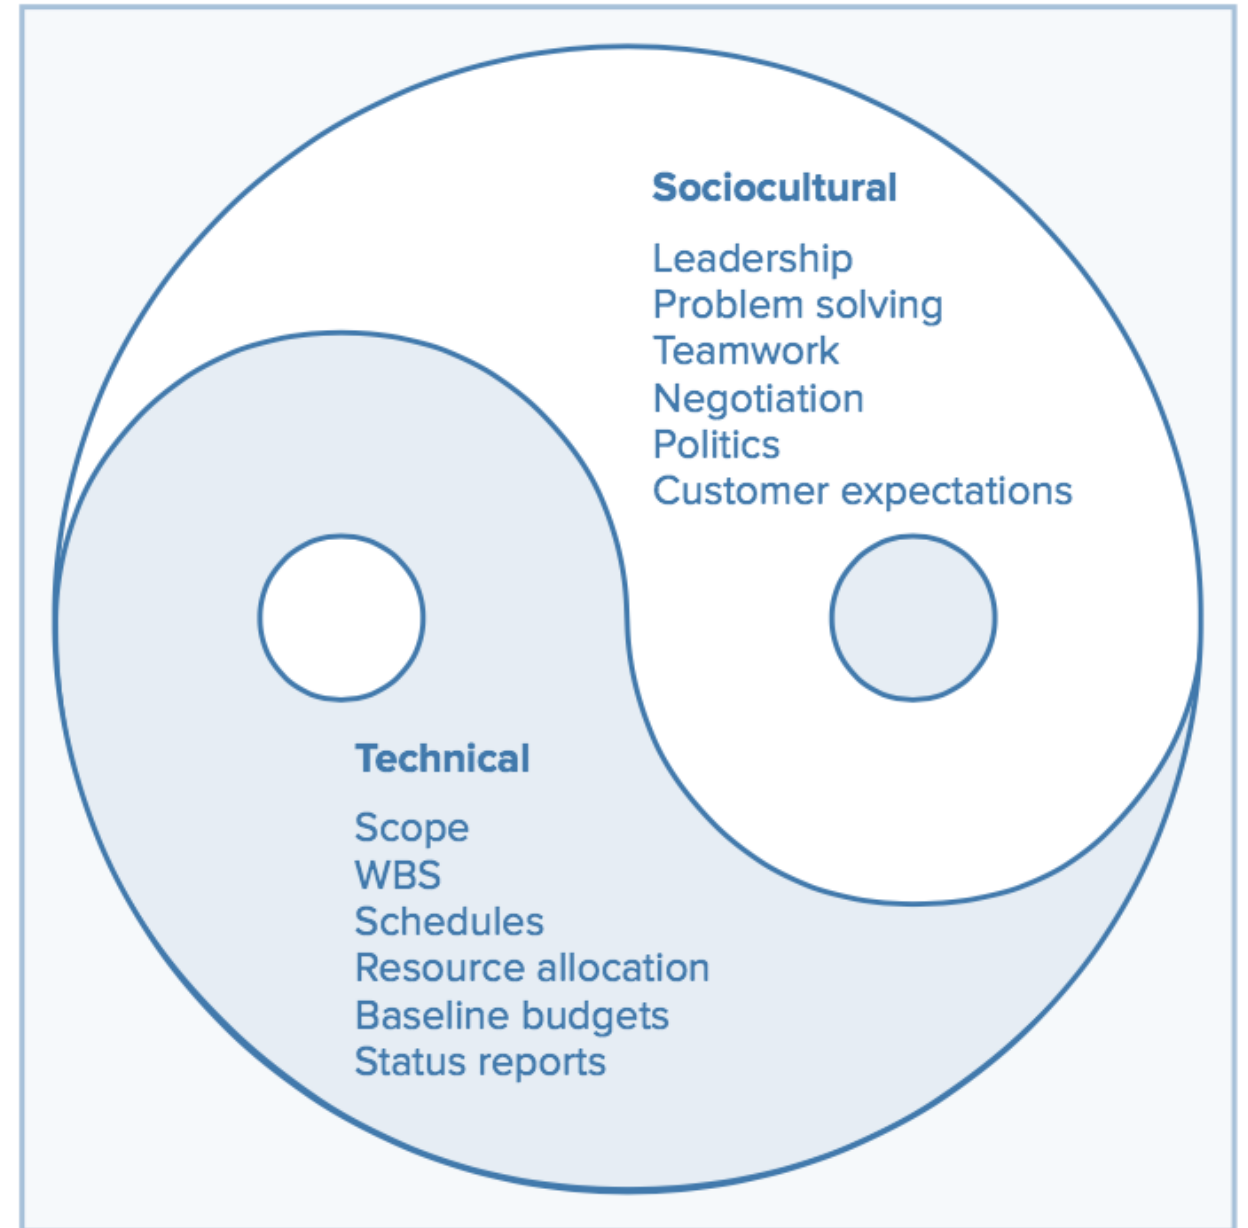 Sociocultural
Leadership
Problem solving
Teamwork
Negotiation
Politics
Customer expectations
Technical
Scope
WBS
Schedules
Resource allocation
Baseline budgets
Status reports